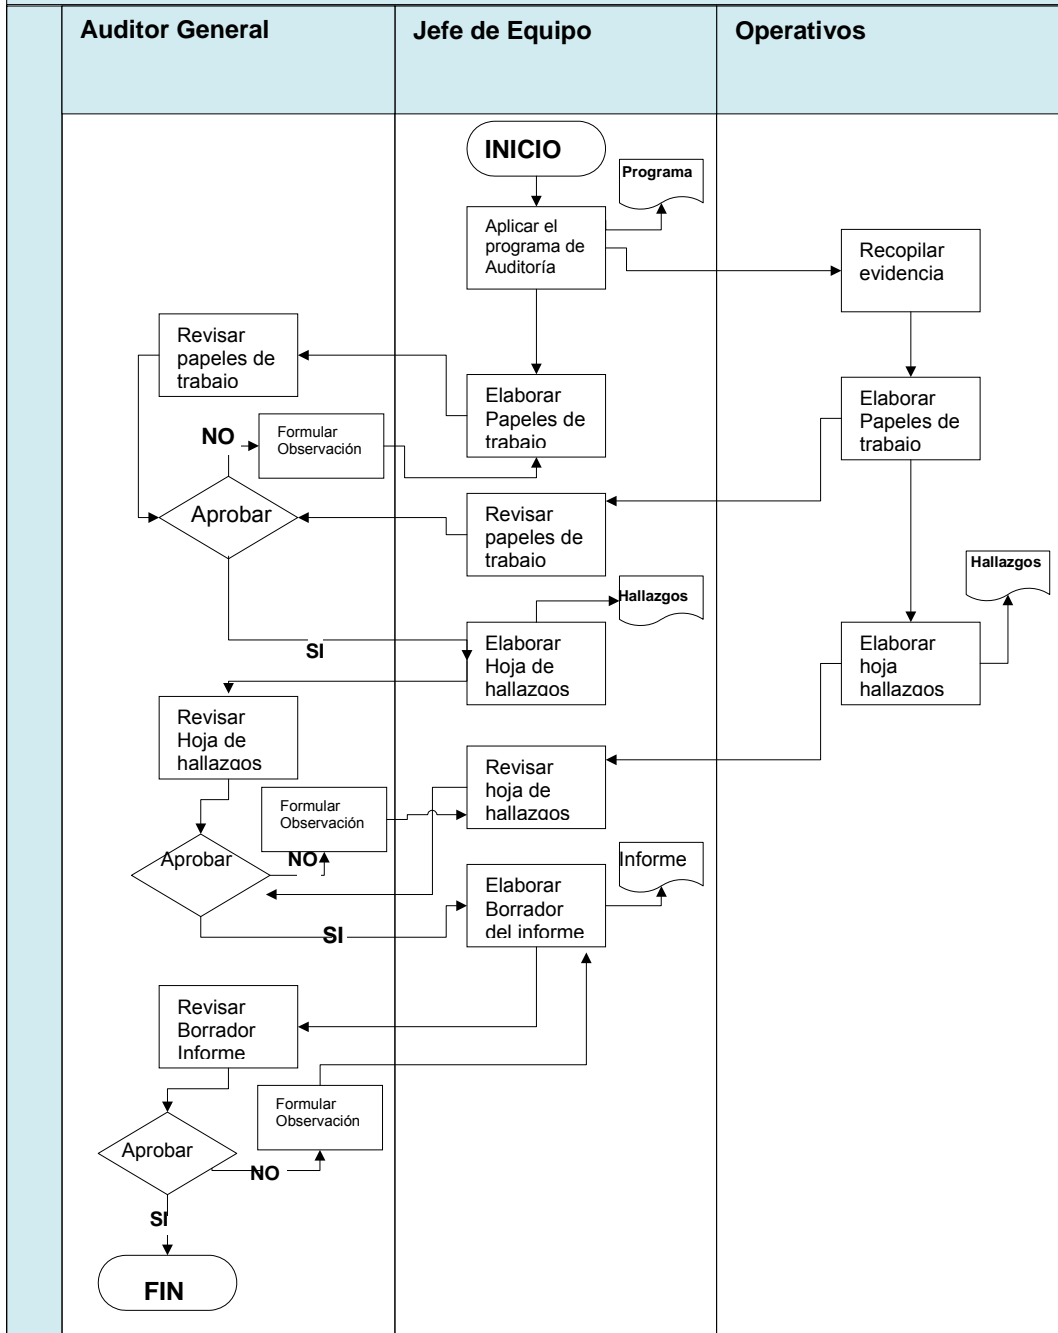 Auditor General
Jefe de Equipo
Operativos
INICIO
Programa
Aplicar el
programa de
Auditoría
Recopilar
evidencia
Revisar
papeles de
trabajo
Elaborar
Papeles de
trabajo
Elaborar
Papeles de
trabajo
NO
Formular
Observación
Aprobar
Revisar
papeles de
trabajo
Hallazgos
Hallazgos
SI
Elaborar
Hoja de
hallazgos
Elaborar
hoja
hallazgos
Revisar
Hoja de
hallazgos
Revisar
hoja de
hallazgos
Formular
Observación
Aprobar
NO
Informe
Elaborar
Borrador
del informe
SI
Revisar
Borrador
Informe
Formular
Observación
Aprobar
NO
SI
FIN